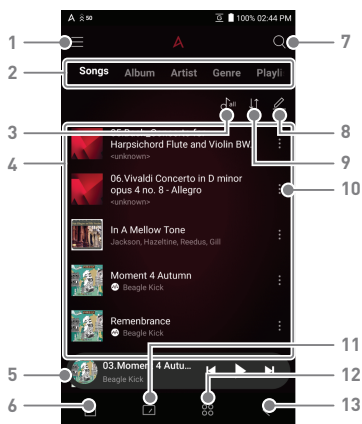 A 50 100% 02:44 PM
1
7
2
Songs Album Artist Genre Playli
all
3
8
4
9
Harpsichord Flute and Violin BW.
<unknown>
10
06.Vivaldi Concerto in D minor
opus 4 no. 8 - Allegro
<unknown>
In A Mellow Tone
Jackson, Hazeltine, Reedus, Gill
Moment 4 Autumn
Beagle Kick
Remenbrance
Beagle Kick
11
5
03.Moment 4 Autu...
Beagle Kick
12
6
13